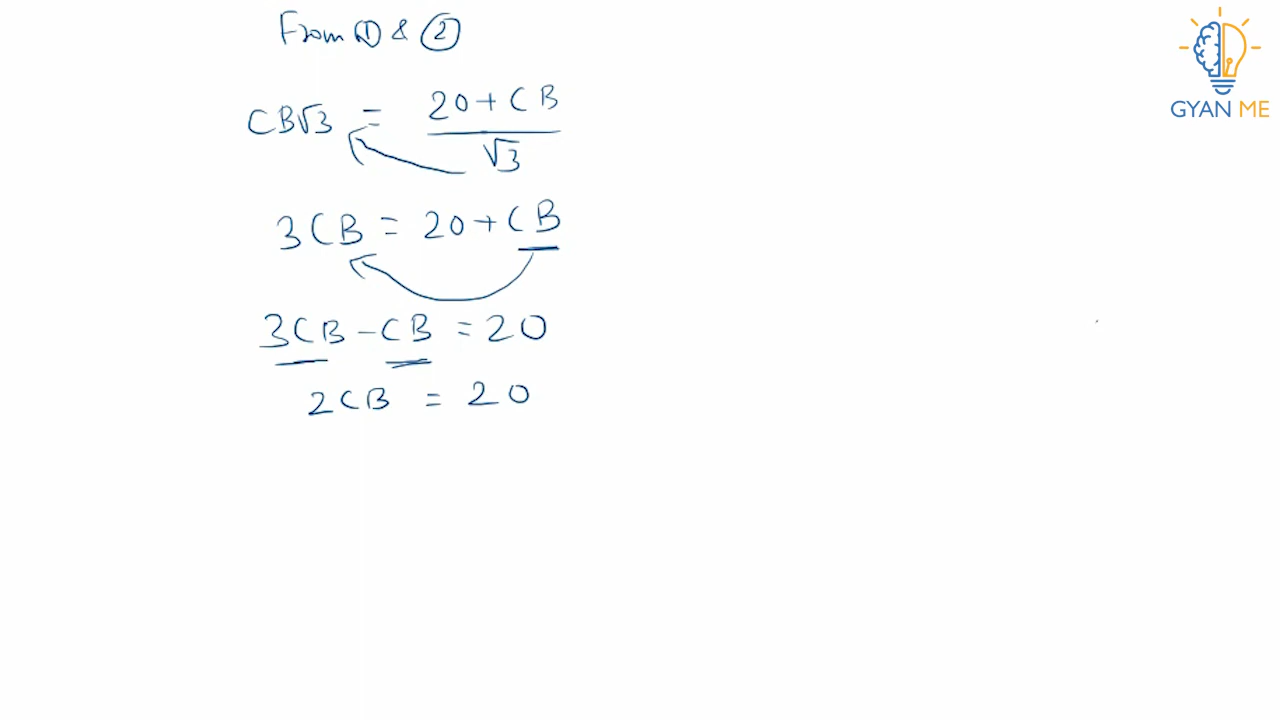 From ① & ②
CB√3 = 20 + CB / √3
3CB = 20 + CB
3CB - CB = 20
2CB = 20
GYAN ME